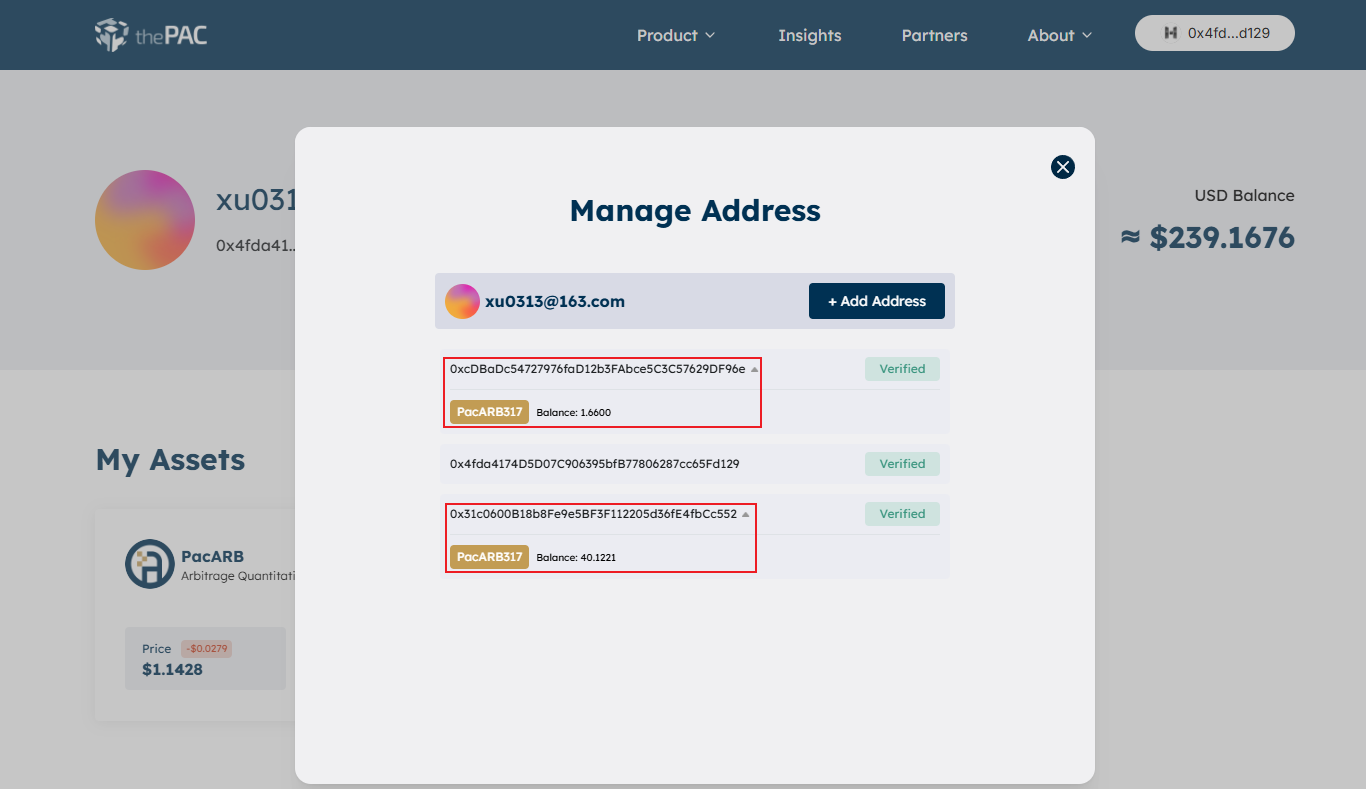 thePAC
Product
Insights
Partners
About
0x4fd...d129
xu031
0x4fda41..
USD Balance
≈ $239.1676
Manage Address
xu0313@163.com
+ Add Address
0xcDBaDc54727976faD12b3FAbce5C3C57629DF96e
Verified
PacARB317 Balance: 1.6600
0x4fda4174D5D07C906395bfB77806287cc65Fd129
Verified
0x31c0600B18b8Fe9e5BF3F112205d36fE4fbCc552
Verified
PacARB317 Balance: 40.1221
My Assets
PacARB
Arbitrage Quantitati
Price -$0.0279
$1.1428